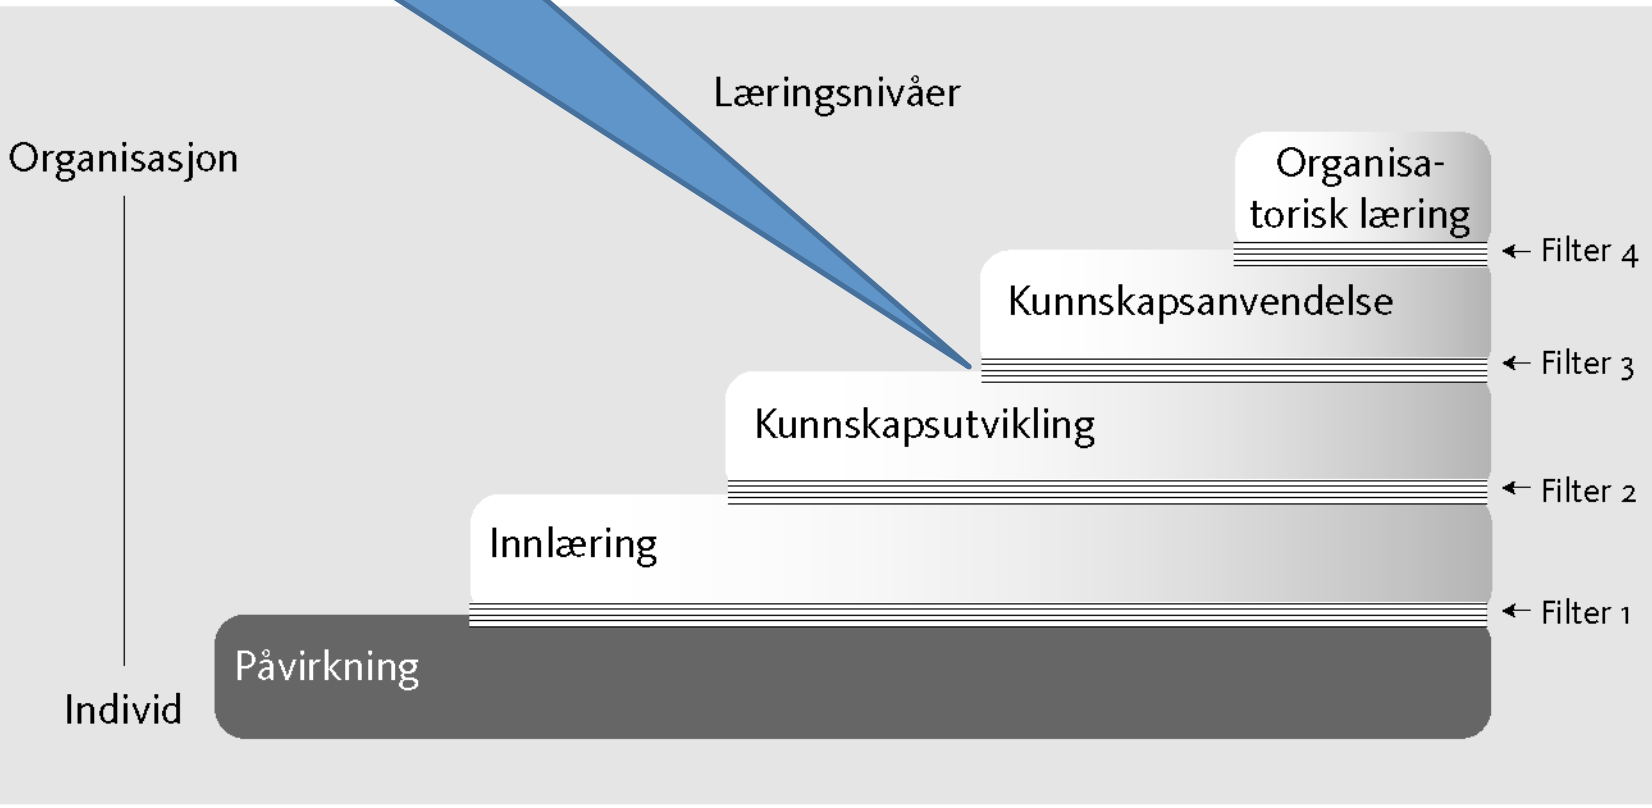 Læringsnivåer
Organisasjon
Organisa-
torisk læring
← Filter 4
Kunnskapsanvendelse
← Filter 3
Kunnskapsutvikling
← Filter 2
Innlæring
← Filter 1
Påvirkning
Individ